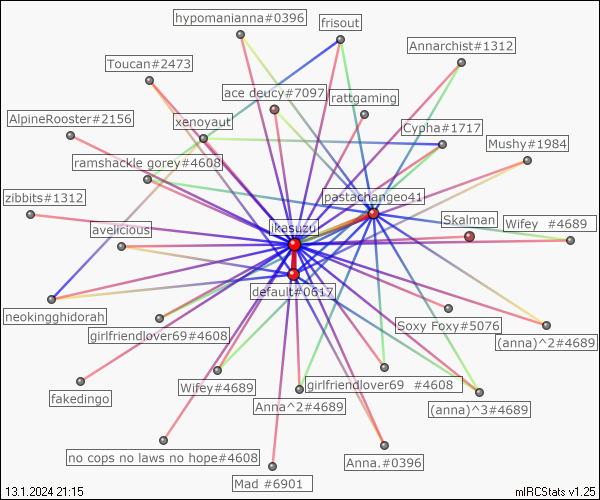 hypomanianna#0396
frisout
Annarchist#1312
Toucan#2473
ace deucy#7097
rattgaming
AlpineRooster#2156
xenoyaut
Cypha#1717
Mushy#1984
ramshackle gorey#4608
zibbits#1312
pastachangeo41
avelicious
ikasuzu
Skalman
Wifey #4689
default#0617
neokingghidorah
girlfriendlover69#4608
Soxy Foxy#5076
(anna)^2#4689
fakedingo
Wifey#4689
girlfriendlover69 #4608
Anna^2#4689
(anna)^3#4689
no cops no laws no hope#4608
Anna.#0396
Mad #6901
13.1.2024 21:15
mIRCStats v1.25